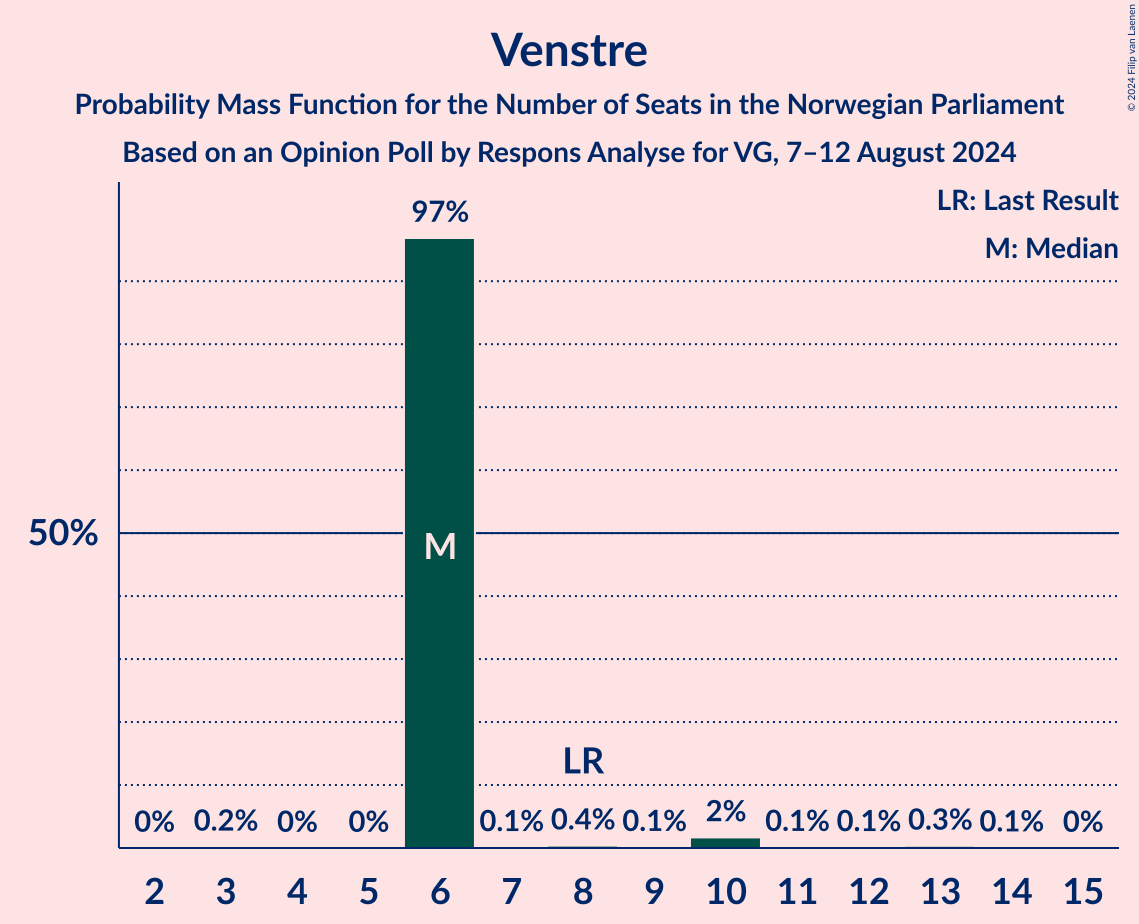 © 2024 Filip van Laenen
Venstre
Probability Mass Function for the Number of Seats in the Norwegian Parliament
Based on an Opinion Poll by Respons Analyse for VG, 7–12 August 2024
LR: Last Result
M: Median
97%
50%
M
LR
0% 0.2% 0% 0% 0.1% 0.4% 0.1% 2% 0.1% 0.1% 0.3% 0.1% 0%
2 3 4 5 6 7 8 9 10 11 12 13 14 15